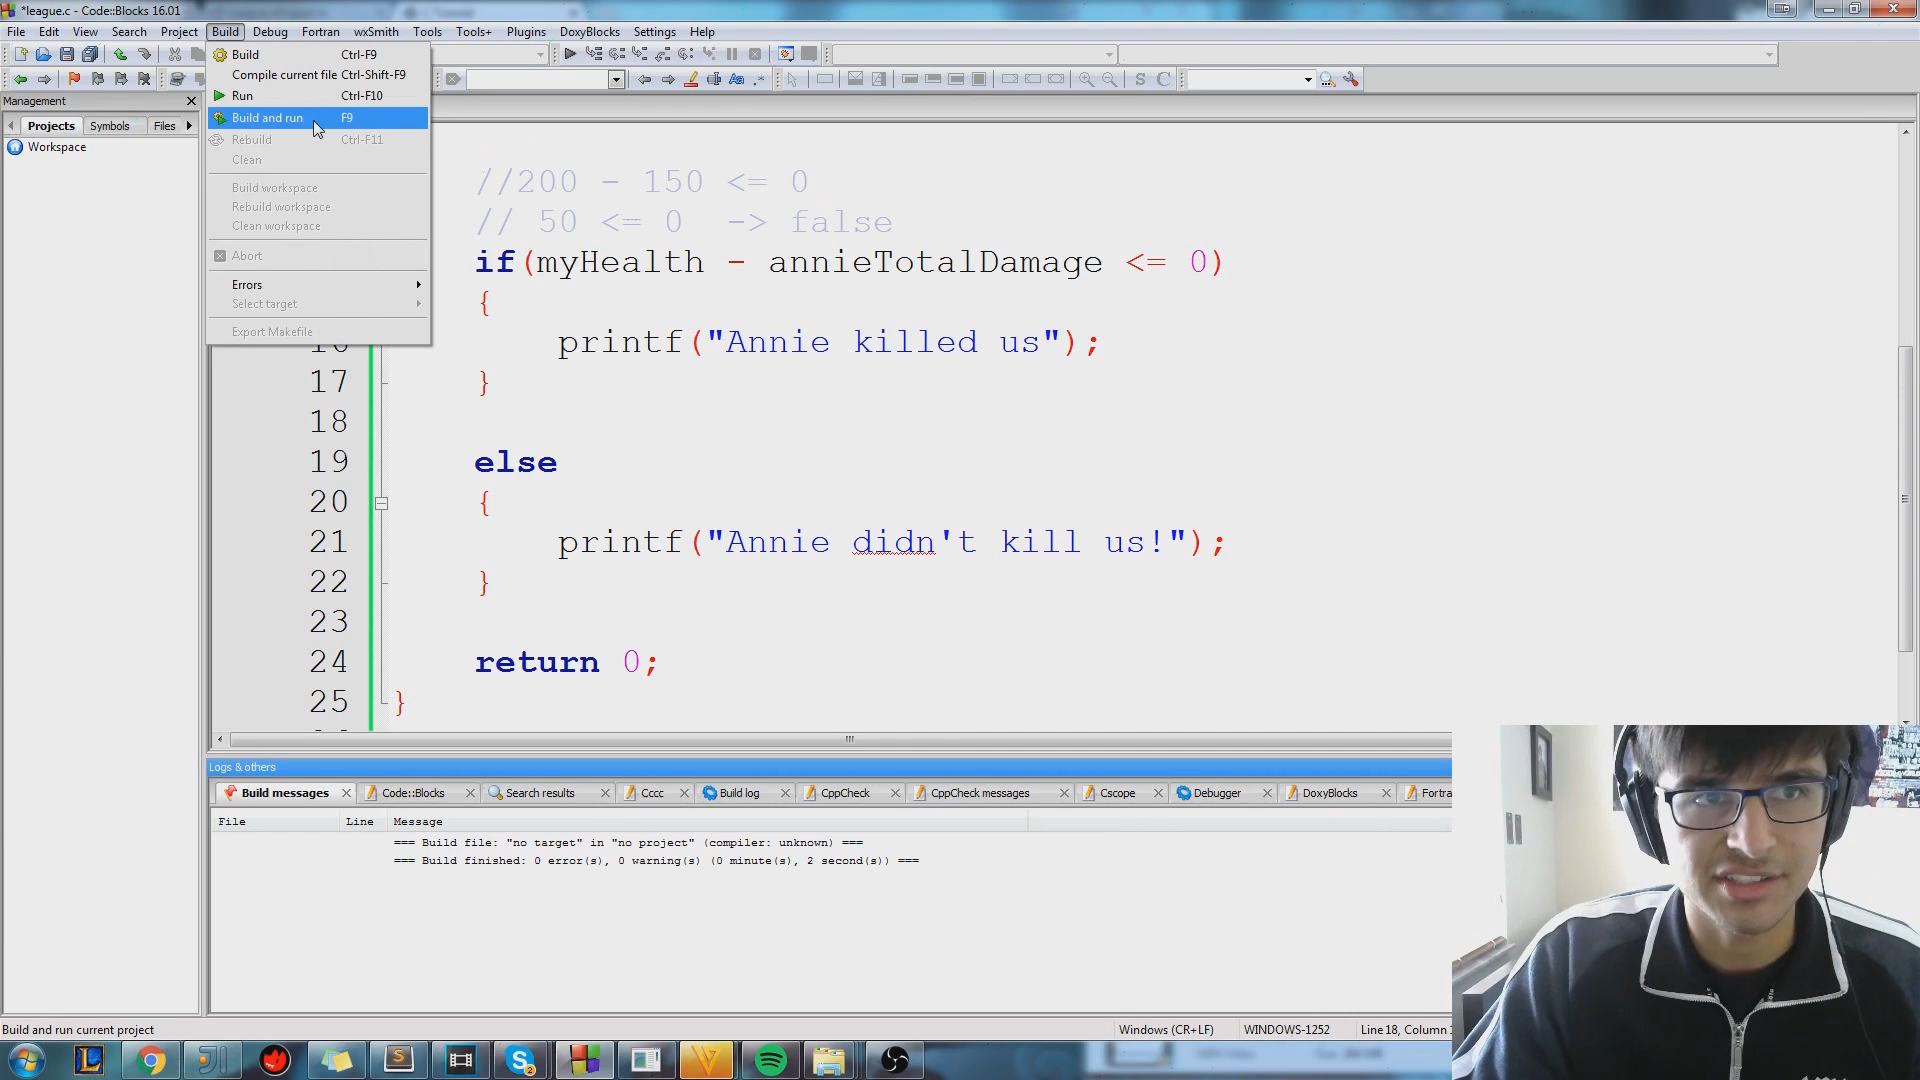 *league.c - Code::Blocks 16.01
File Edit View Search Project Build Debug Fortran wxSmith Tools Tools+ Plugins DoxyBlocks Settings Help
Build Ctrl-F9
Compile current file Ctrl-Shift-F9
Run Ctrl-F10
Build and run F9
Rebuild Ctrl-F11
Clean
Build workspace
Rebuild workspace
Clean workspace
Abort
Errors
Select target
Export Makefile
Management
Projects Symbols Files
Workspace
//200 - 150 <= 0
// 50 <= 0 -> false
if(myHealth - annieTotalDamage <= 0)
{
printf("Annie killed us");
17 }
18
19 else
20 {
21 printf("Annie didn't kill us!");
22 }
23
24 return 0;
25 }
Logs & others
Build messages Code::Blocks Search results Cccc Build log CppCheck CppCheck messages Cscope Debugger DoxyBlocks Fortra
File Line Message
=== Build file: "no target" in "no project" (compiler: unknown) ===
=== Build finished: 0 error(s), 0 warning(s) (0 minute(s), 2 second(s)) ===
Build and run current project Windows (CR+LF) WINDOWS-1252 Line 18, Column